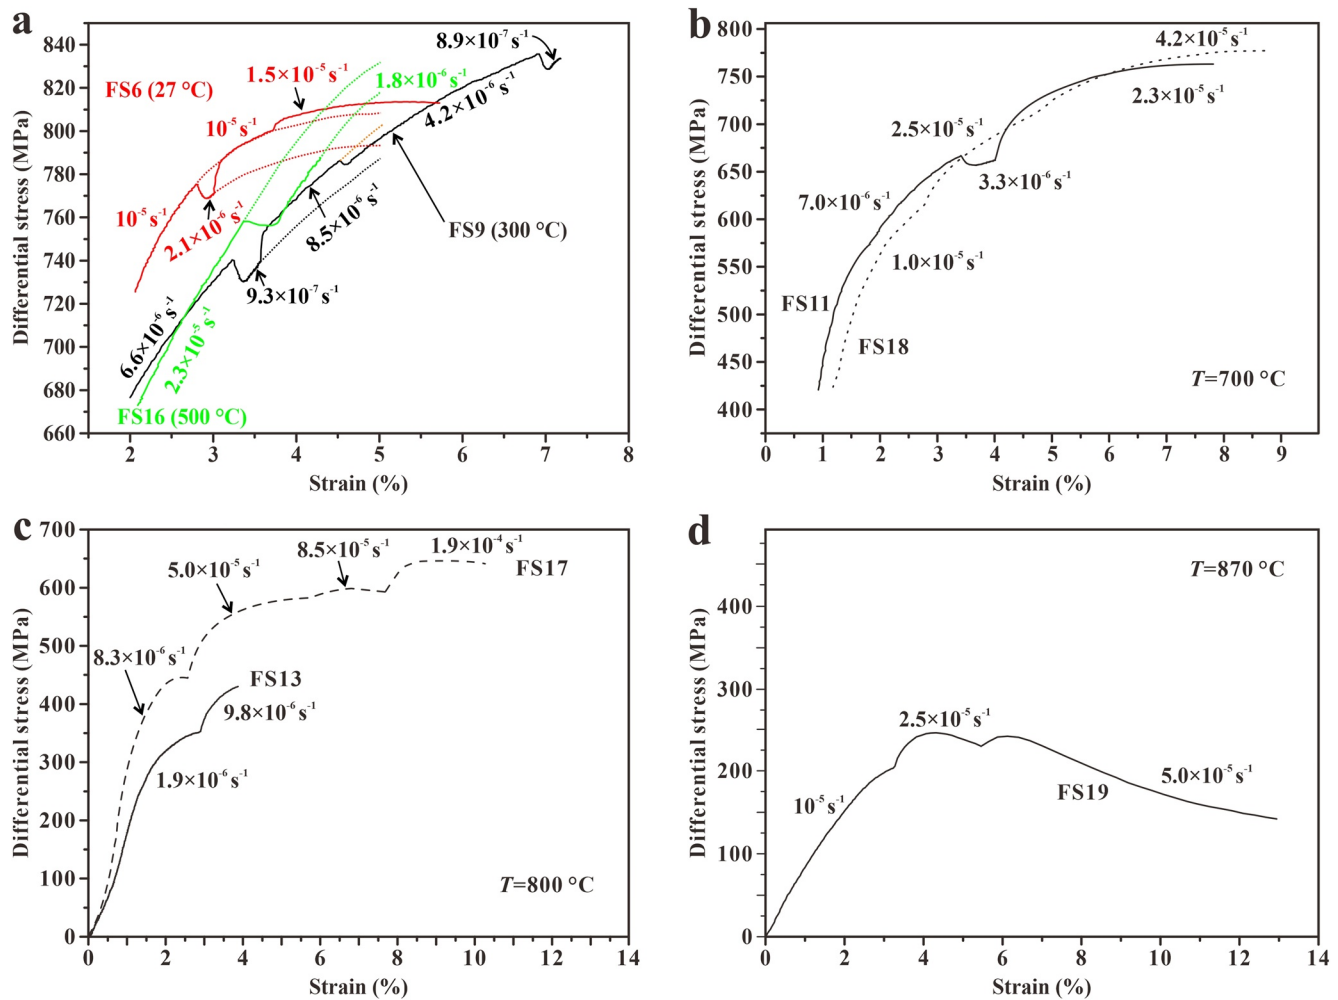 a
840
820
800
780
760
740
720
700
680
660
Differential stress (MPa)
2
3
4
5
6
7
8
Strain (%)
FS6 (27 °C)
1.5×10⁻⁵ s⁻¹
8.9×10⁻⁷ s⁻¹
1.8×10⁻⁶ s⁻¹
4.2×10⁻⁶ s⁻¹
10⁻⁵ s⁻¹
10⁻⁵ s⁻¹
2.1×10⁻⁶ s⁻¹
8.5×10⁻⁶ s⁻¹
FS9 (300 °C)
9.3×10⁻⁷ s⁻¹
6.6×10⁻⁶ s⁻¹
2.3×10⁻⁵ s⁻¹
FS16 (500 °C)
b
800
750
700
650
600
550
500
450
400
Differential stress (MPa)
0
1
2
3
4
5
6
7
8
9
Strain (%)
4.2×10⁻⁵ s⁻¹
2.3×10⁻⁵ s⁻¹
2.5×10⁻⁵ s⁻¹
3.3×10⁻⁶ s⁻¹
7.0×10⁻⁶ s⁻¹
1.0×10⁻⁵ s⁻¹
FS11
FS18
T=700 °C
c
700
600
500
400
300
200
100
0
Differential stress (MPa)
0
2
4
6
8
10
12
14
Strain (%)
8.5×10⁻⁵ s⁻¹
1.9×10⁻⁴ s⁻¹
FS17
5.0×10⁻⁵ s⁻¹
8.3×10⁻⁶ s⁻¹
FS13
9.8×10⁻⁶ s⁻¹
1.9×10⁻⁶ s⁻¹
T=800 °C
d
400
300
200
100
0
Differential stress (MPa)
0
2
4
6
8
10
12
14
Strain (%)
T=870 °C
2.5×10⁻⁵ s⁻¹
10⁻⁵ s⁻¹
FS19
5.0×10⁻⁵ s⁻¹